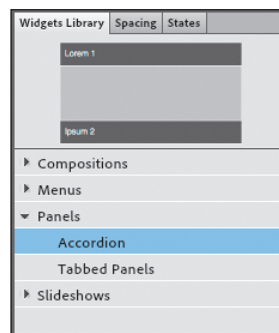 Widgets Library Spacing States
Lorem 1
Ipsum 2
Compositions
Menus
Panels
Accordion
Tabbed Panels
Slideshows